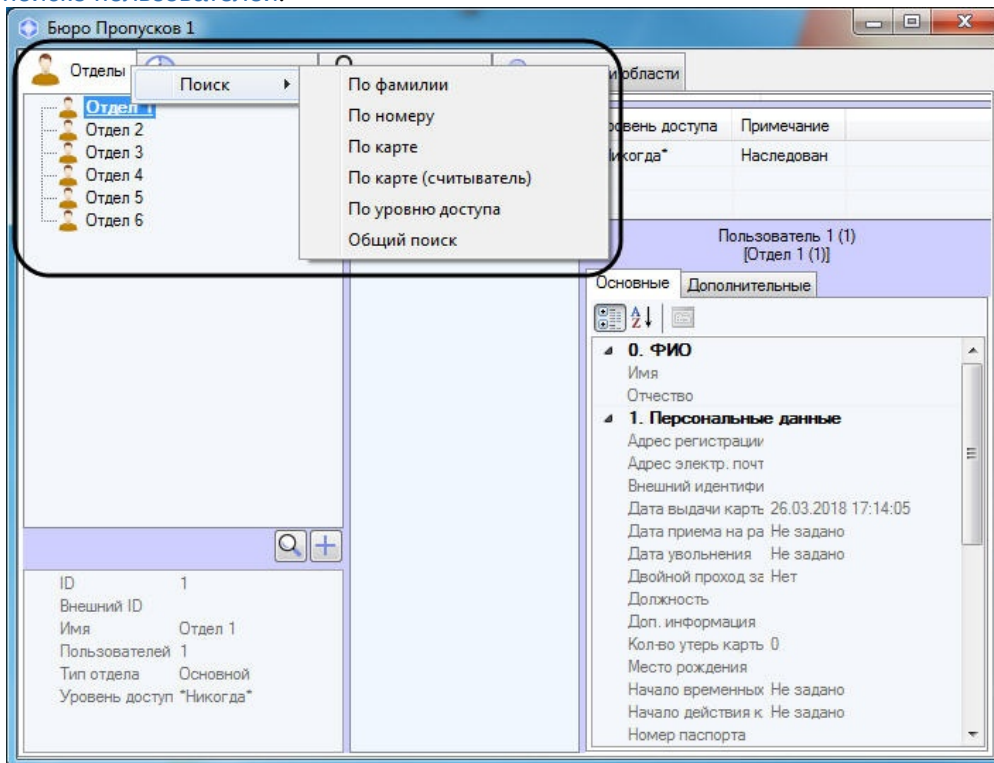 поиске пользователей.
Бюро Пропусков 1
Отделы
и области
Поиск
По фамилии
По номеру
По карте
По карте (считыватель)
По уровню доступа
Общий поиск
Отдел 1
Отдел 2
Отдел 3
Отдел 4
Отдел 5
Отдел 6
овень доступа Примечание
икогда* Наследован
Пользователь 1 (1)
[Отдел 1 (1)]
Основные Дополнительные
0. ФИО
Имя
Отчество
1. Персональные данные
Адрес регистрации
Адрес электр. почт
Внешний идентифи
Дата выдачи карть 26.03.2018 17:14:05
Дата приема на ра Не задано
Дата увольнения Не задано
Двойной проход за Нет
Должность
Доп. информация
Кол-во утерь карть 0
Место рождения
Начало временных Не задано
Начало действия к Не задано
Номер паспорта
ID 1
Внешний ID
Имя Отдел 1
Пользователей 1
Тип отдела Основной
Уровень доступ *Никогда*